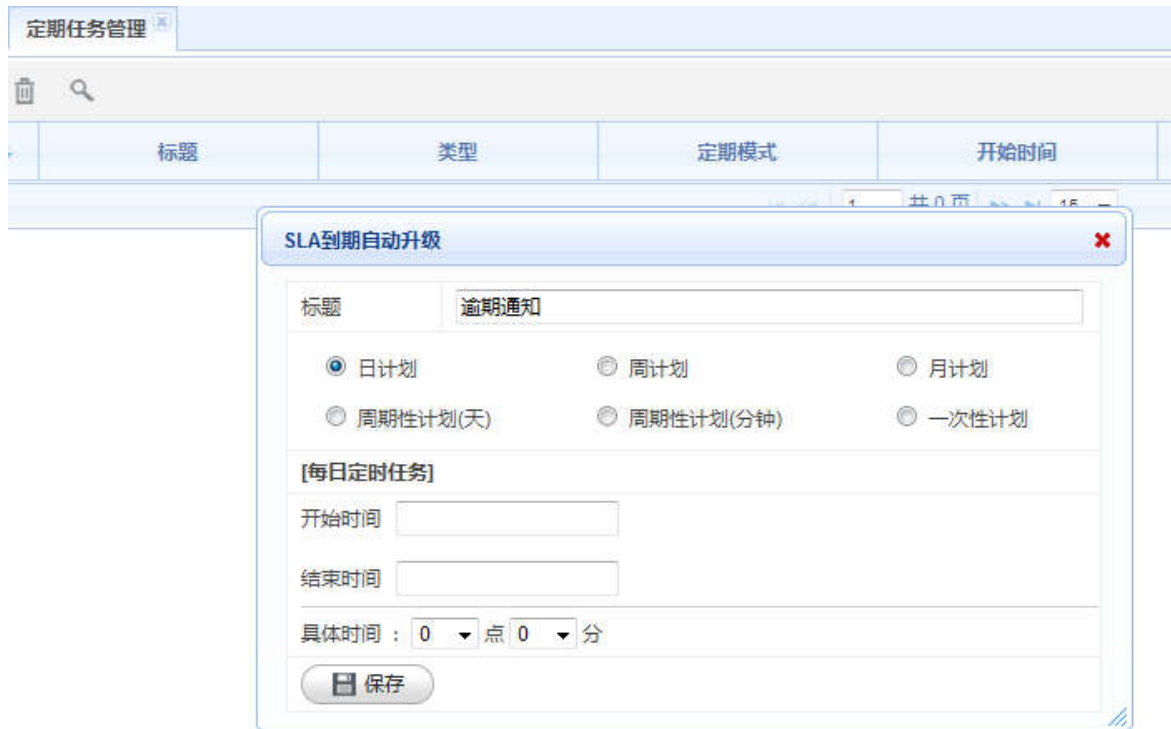 定期任务管理
标题 类型 定期模式 开始时间
1 共 0 页 15
SLA到期自动升级
标题 逾期通知
日计划 周计划 月计划
周期性计划(天) 周期性计划(分钟) 一次性计划
[每日定时任务]
开始时间
结束时间
具体时间 : 0 点 0 分
保存